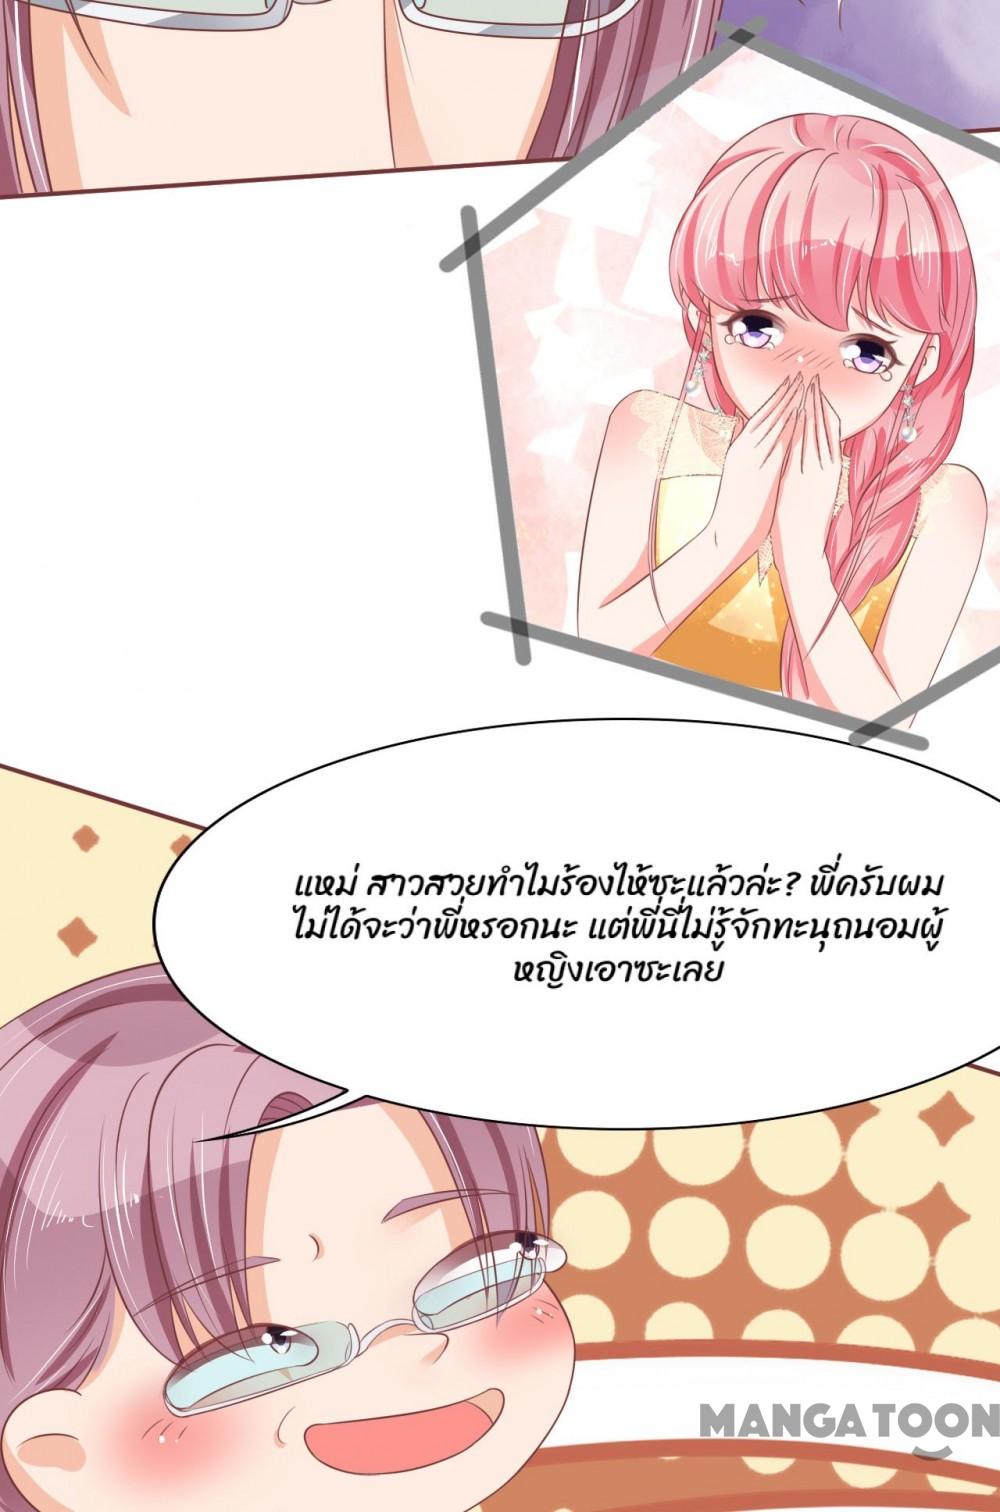 แหม่ สาวสวยทำไมร้องไห้ซะแล้วล่ะ? พี่ครับผม
ไม่ได้จะว่าพี่หรอกนะ แต่พี่นี่ไม่รู้จักทะนุถนอมผู้
หญิงเอาซะเลย
MANGATOON